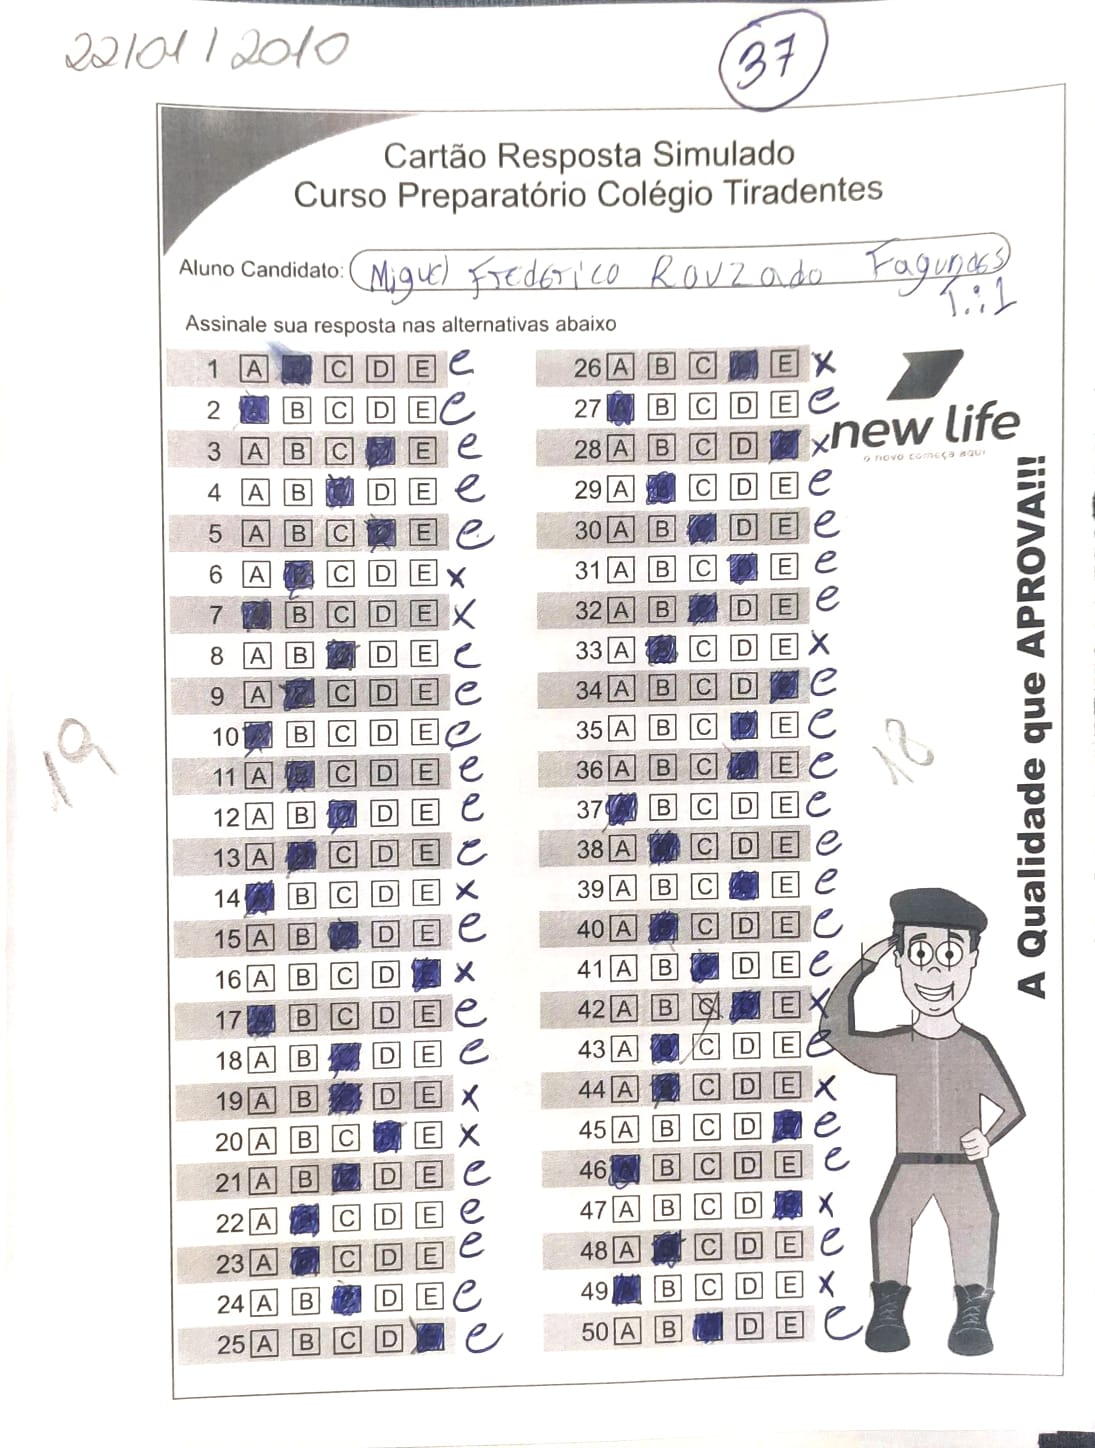 22/01/2010
37
Cartão Resposta Simulado
Curso Preparatório Colégio Tiradentes
Aluno Candidato: Miguel Frederico Rouzado Fagundes
T.:1
Assinale sua resposta nas alternativas abaixo
1 A C D E e
2 B C D E e
3 A B C E e
4 A B D E e
5 A B C E e
6 A C D E x
7 B C D E x
8 A B D E e
9 A C D E e
10 B C D E e
11 A C D E e
12 A B D E e
13 A C D E e
14 B C D E x
15 A B D E e
16 A B C D x
17 B C D E e
18 A B D E e
19 A B D E x
20 A B C E x
21 A B D E e
22 A C D E e
23 A C D E e
24 A B D E e
25 A B C D e
19
26 A B C E x
27 B C D E e
28 A B C D x
29 A C D E e
30 A B D E e
31 A B C E e
32 A B D E e
33 A C D E x
34 A B C D e
35 A B C E e
36 A B C E e
37 B C D E e
38 A C D E e
39 A B C E e
40 A C D E e
41 A B D E e
42 A B C E x
43 A C D E e
44 A C D E x
45 A B C D e
46 B C D E e
47 A B C D x
48 A C D E e
49 B C D E x
50 A B D E e
18
new life
o novo começa aqui
A Qualidade que APROVA!!!